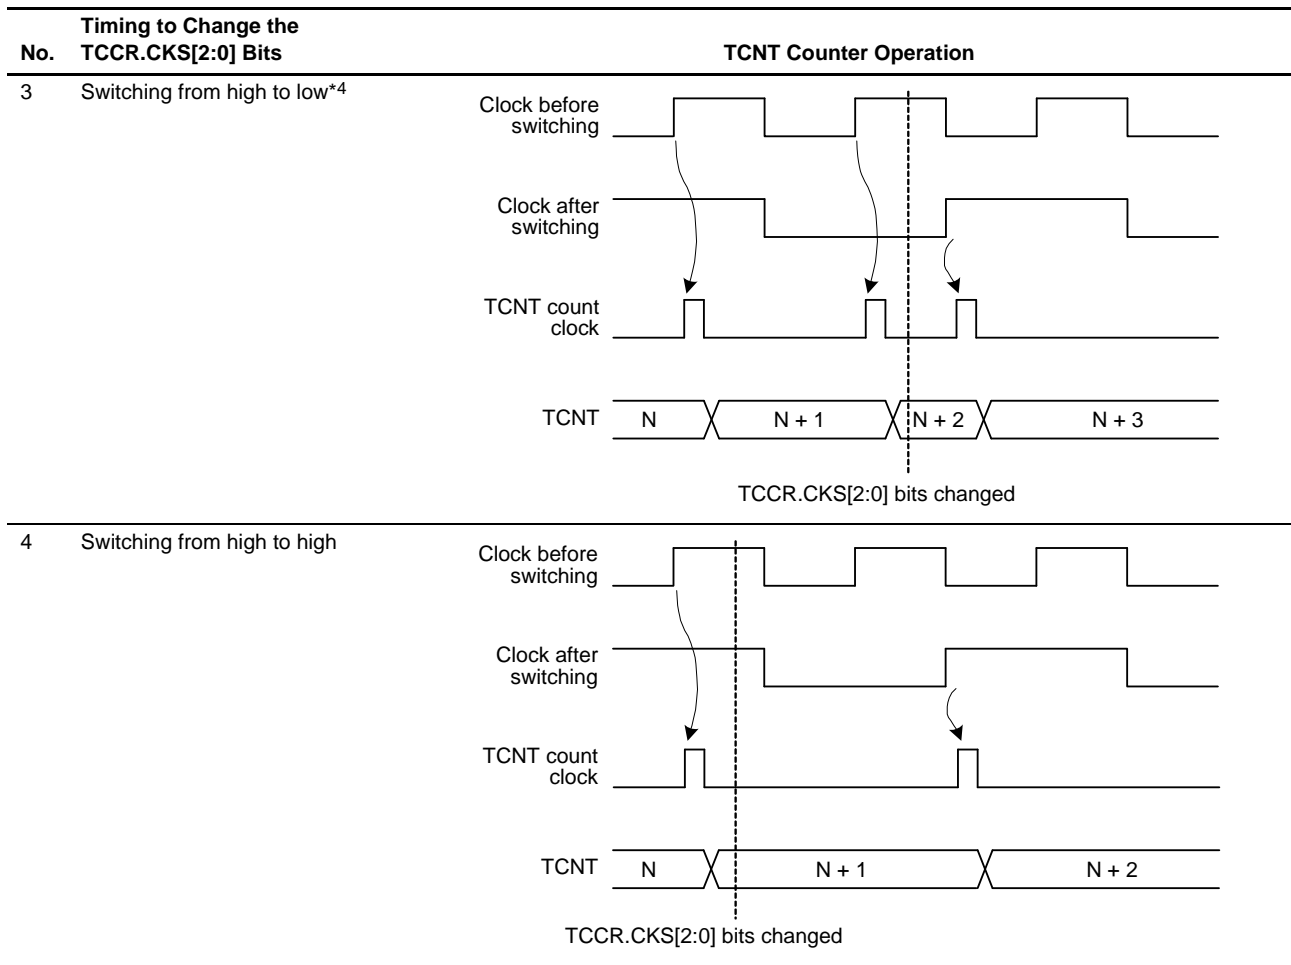 No.
Timing to Change the
TCCR.CKS[2:0] Bits
TCNT Counter Operation
3
Switching from high to low*4
Clock before
switching
Clock after
switching
TCNT count
clock
TCNT
N
N + 1
N + 2
N + 3
TCCR.CKS[2:0] bits changed
4
Switching from high to high
Clock before
switching
Clock after
switching
TCNT count
clock
TCNT
N
N + 1
N + 2
TCCR.CKS[2:0] bits changed